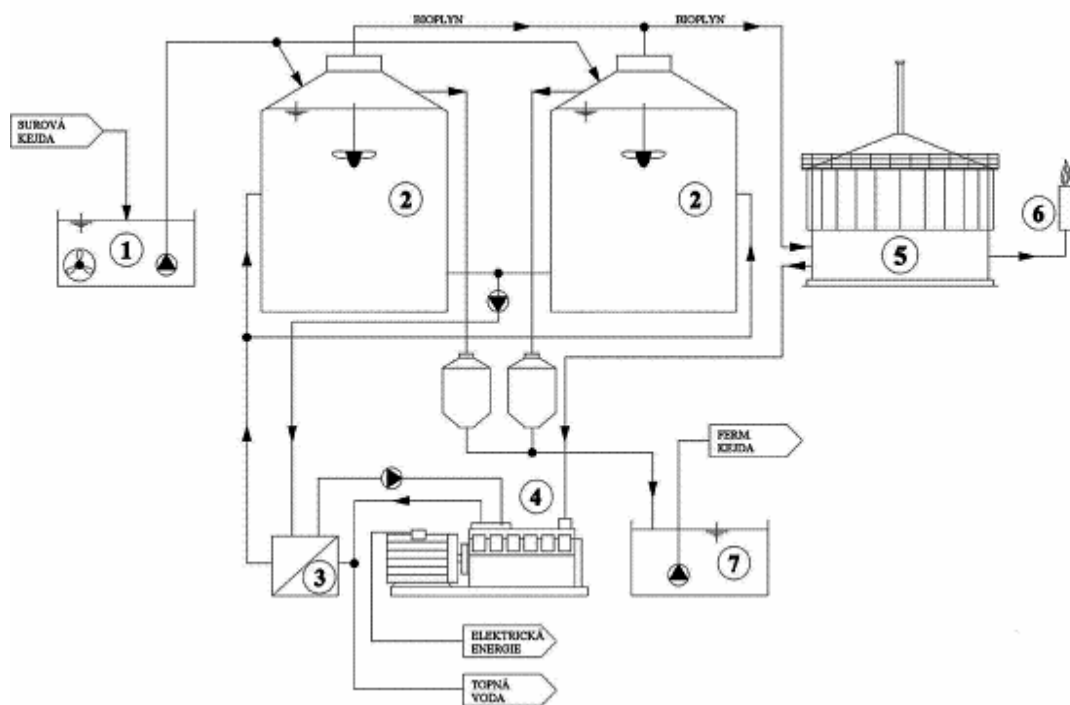 BIOPLYN
BIOPLYN
SUROVÁ
KEJDA
2
2
1
6
5
FERM.
KEJDA
4
3
7
ELEKTRICKÁ
ENERGIE
TOPNÁ
VODA